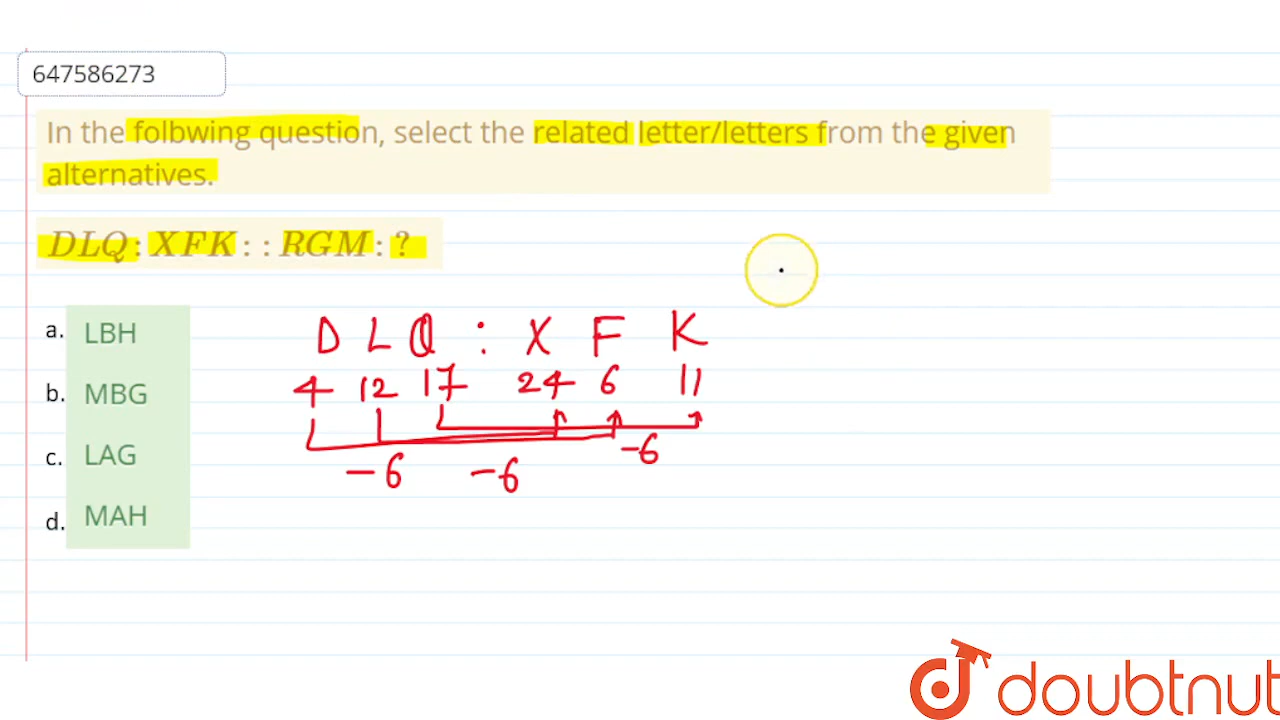 647586273
In the folbwing question, select the related letter/letters from the given
alternatives.
DLQ : XFK : : RGM : ?
a. LBH
b. MBG
c. LAG
d. MAH
D L Q : X F K
4 12 17 24 6 11
-6 -6 -6
doubtnut